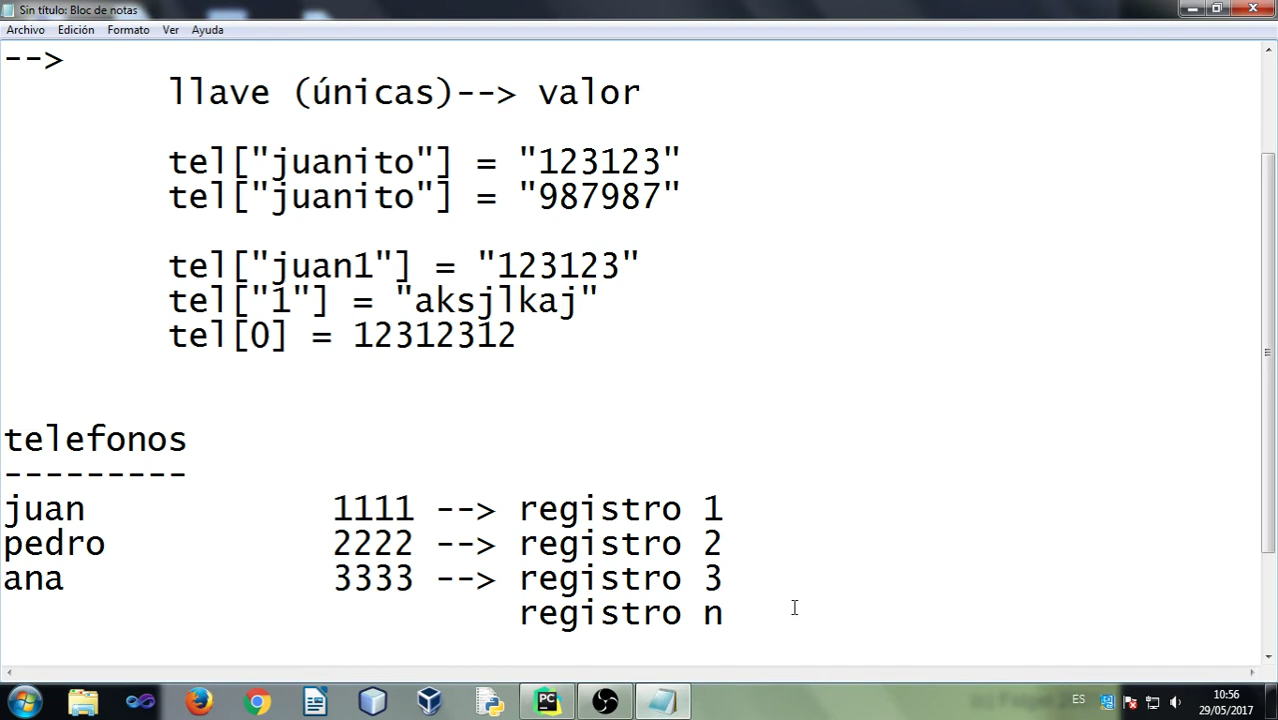 Sin título: Bloc de notas
Archivo Edición Formato Ver Ayuda
-->
llave (únicas)--> valor
tel["juanito"] = "123123"
tel["juanito"] = "987987"
tel["juan1"] = "123123"
tel["1"] = "aksjlkaj"
tel[0] = 12312312
telefonos
---------
juan 1111 --> registro 1
pedro 2222 --> registro 2
ana 3333 --> registro 3
registro n
PC
ES
10:56
29/05/2017